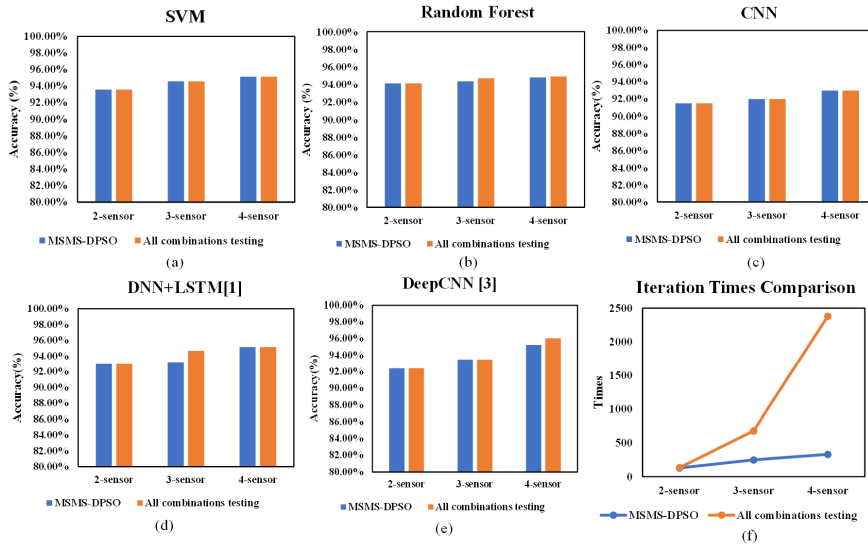 SVM
Accuracy (%)
100.00%
98.00%
96.00%
94.00%
92.00%
90.00%
88.00%
86.00%
84.00%
82.00%
80.00%
2-sensor 3-sensor 4-sensor
MSMS-DPSO All combinations testing
(a)
Random Forest
Accuracy (%)
100.00%
98.00%
96.00%
94.00%
92.00%
90.00%
88.00%
86.00%
84.00%
82.00%
80.00%
2-sensor 3-sensor 4-sensor
MSMS-DPSO All combinations testing
(b)
CNN
Accuracy(%)
100.00%
98.00%
96.00%
94.00%
92.00%
90.00%
88.00%
86.00%
84.00%
82.00%
80.00%
2-sensor 3-sensor 4-sensor
MSMS-DPSO All combinations testing
(c)
DNN+LSTM[1]
Accuracy(%)
100.00%
98.00%
96.00%
94.00%
92.00%
90.00%
88.00%
86.00%
84.00%
82.00%
80.00%
2-sensor 3-sensor 4-sensor
MSMS-DPSO All combinations testing
(d)
DeepCNN [3]
Accuracy(%)
100.00%
98.00%
96.00%
94.00%
92.00%
90.00%
88.00%
86.00%
84.00%
82.00%
80.00%
2-sensor 3-sensor 4-sensor
MSMS-DPSO All combinations testing
(e)
Iteration Times Comparison
Times
2500
2000
1500
1000
500
0
2-sensor 3-sensor 4-sensor
MSMS-DPSO All combinations testing
(f)